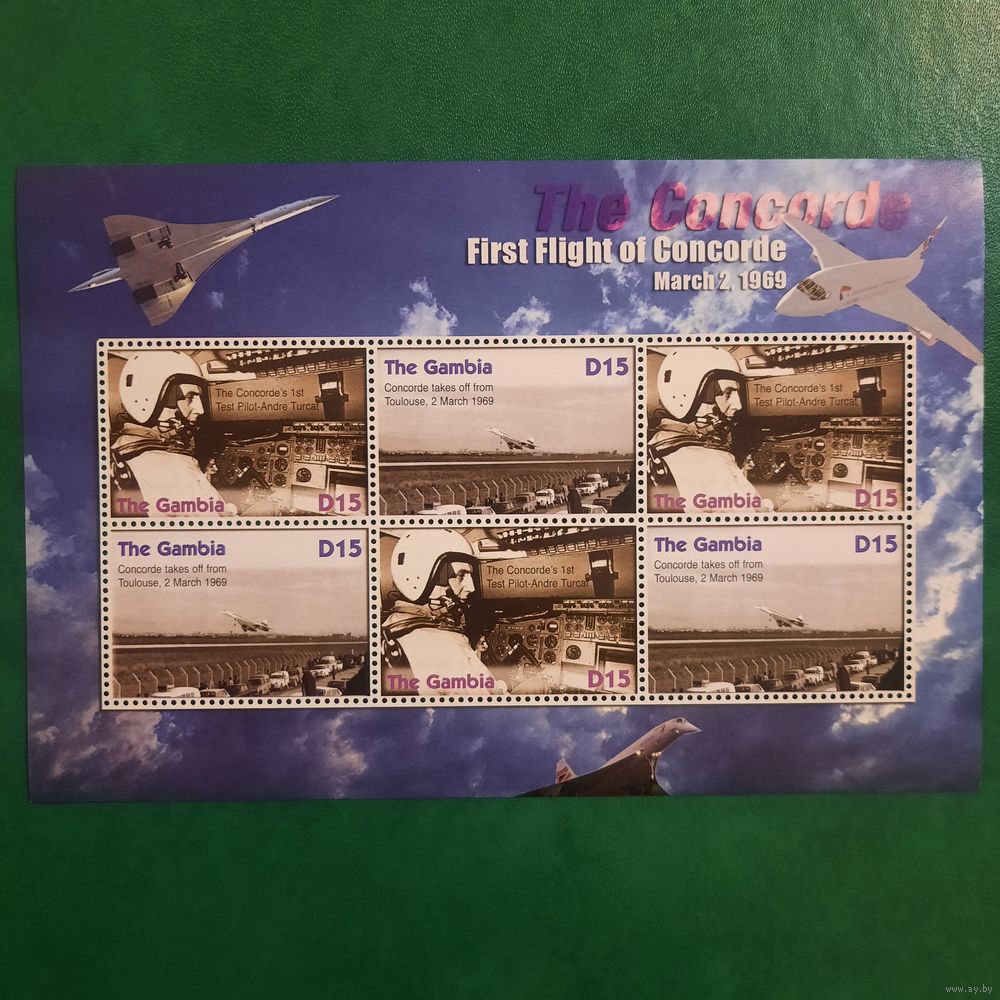 The Concorde
First Flight of Concorde
March 2, 1969
The Concorde's 1st
Test Pilot-Andre Turcat
The Gambia D15
The Gambia D15
Concorde takes off from
Toulouse, 2 March 1969
The Concorde's 1st
Test Pilot-Andre Turcat
The Gambia D15
The Gambia D15
Concorde takes off from
Toulouse, 2 March 1969
The Concorde's 1st
Test Pilot-Andre Turcat
The Gambia D15
The Gambia D15
Concorde takes off from
Toulouse, 2 March 1969
www.ay.by